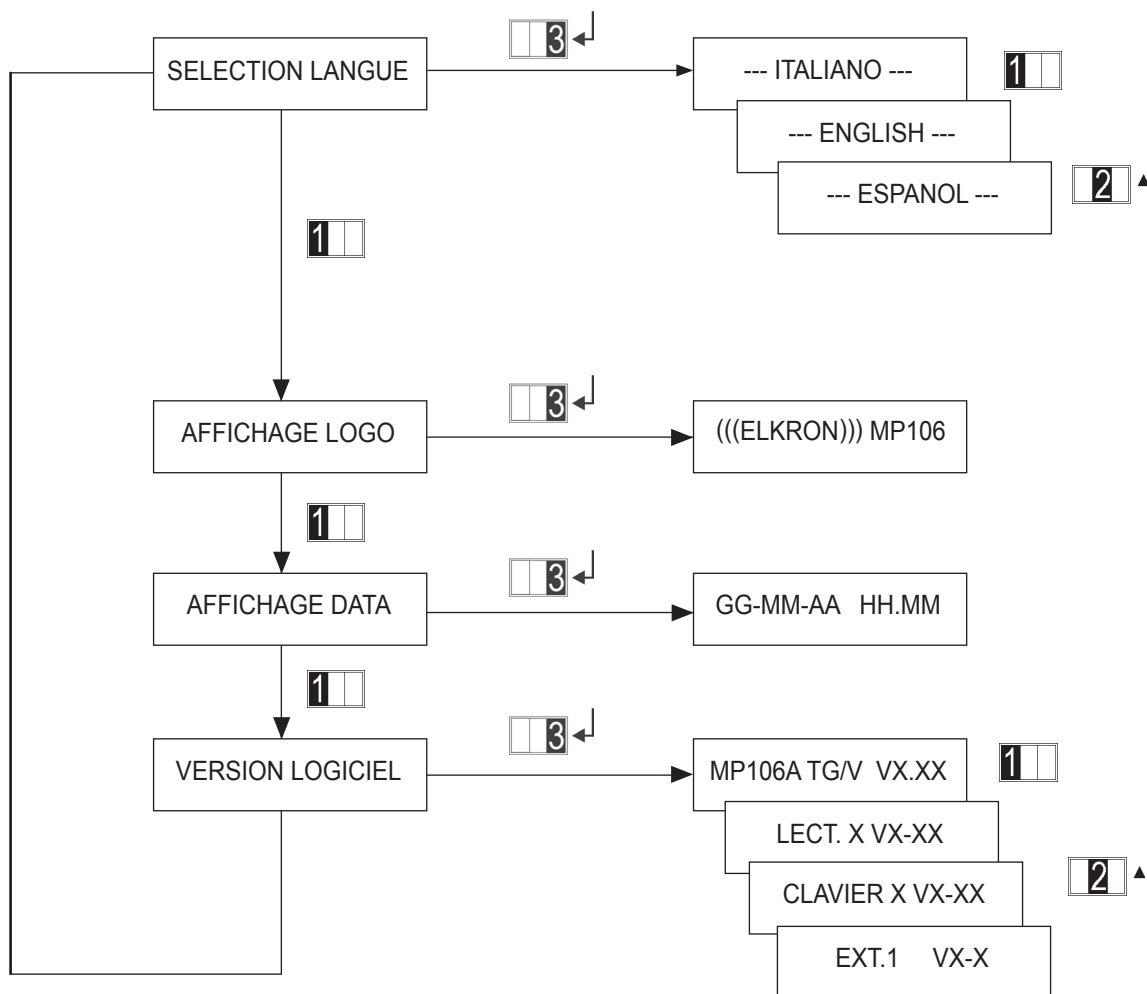 3
SELECTION LANGUE
--- ITALIANO ---
1
--- ENGLISH ---
--- ESPANOL ---
2
1
3
AFFICHAGE LOGO
(((ELKRON))) MP106
1
3
AFFICHAGE DATA
GG-MM-AA HH.MM
1
3
VERSION LOGICIEL
MP106A TG/V VX.XX
1
LECT. X VX-XX
CLAVIER X VX-XX
2
EXT.1 VX-X